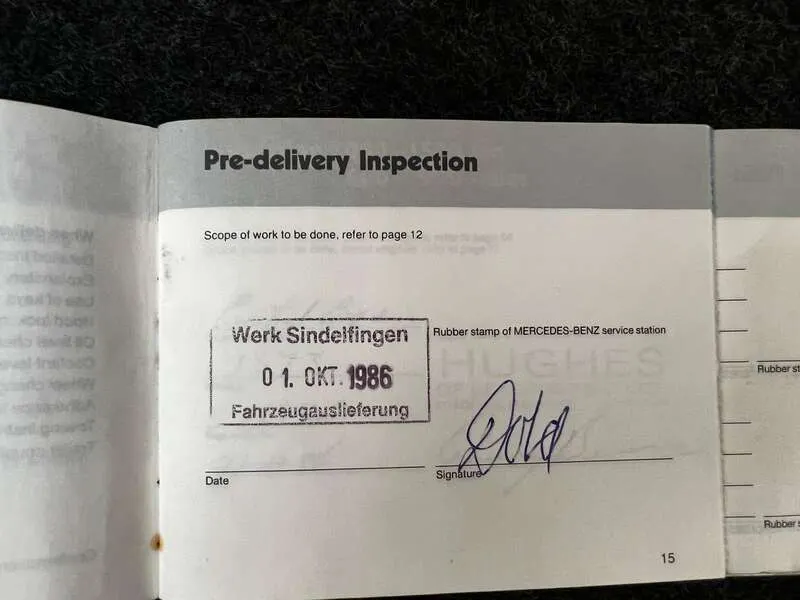 Pre-delivery Inspection
Scope of work to be done, refer to page 12
Rubber stamp of MERCEDES-BENZ service station
Werk Sindelfingen
01. OKT. 1986
Fahrzeugauslieferung
HUGHES
Date
Signature
15
Rubber s
Rubber s